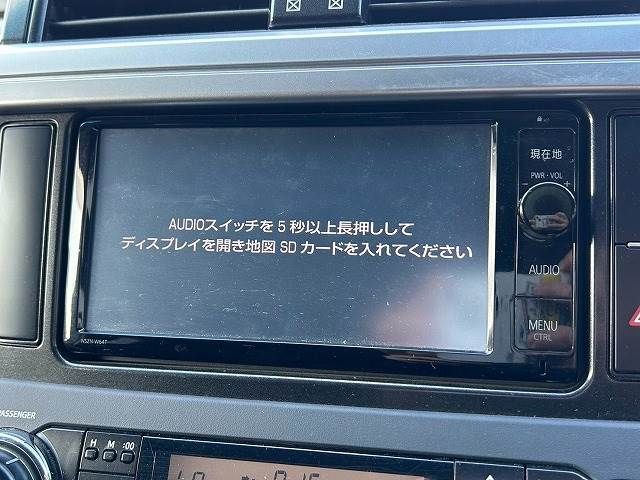 現在地
PWR・VOL
- +
AUDIOスイッチを5秒以上長押しして
ディスプレイを開き地図SDカードを入れてください
AUDIO
MENU
CTRL
NSZN-W64T
PASSENGER
H M :00